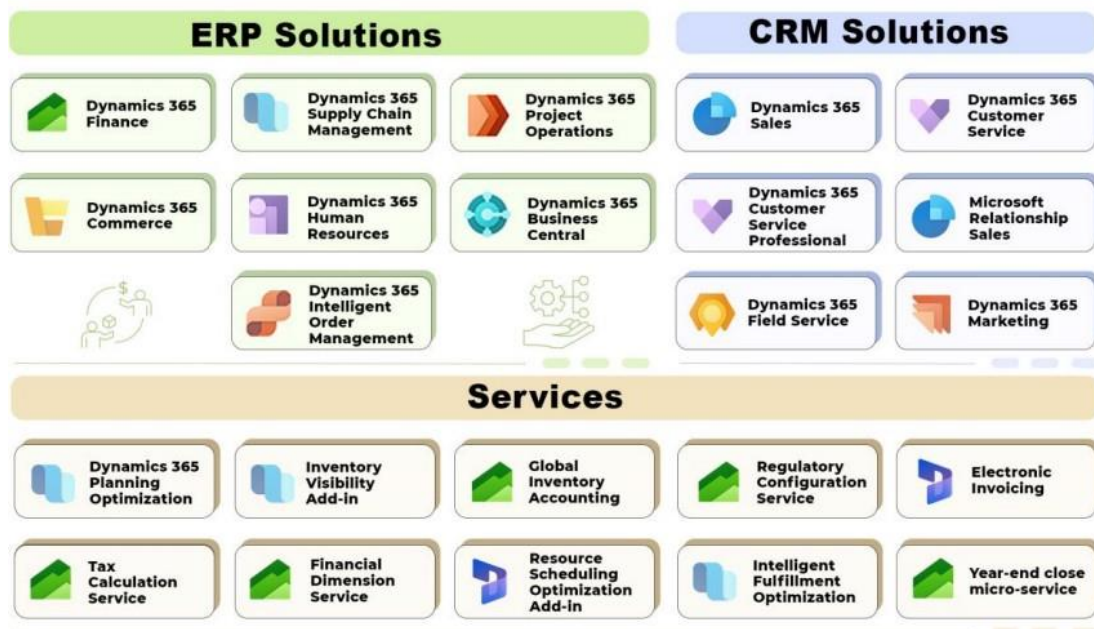 ERP Solutions
CRM Solutions
Dynamics 365
Finance
Dynamics 365
Supply Chain
Management
Dynamics 365
Project
Operations
Dynamics 365
Sales
Dynamics 365
Customer
Service
Dynamics 365
Commerce
Dynamics 365
Human
Resources
Dynamics 365
Business
Central
Dynamics 365
Customer
Service
Professional
Microsoft
Relationship
Sales
$
Dynamics 365
Intelligent
Order
Management
Dynamics 365
Field Service
Dynamics 365
Marketing
Services
Dynamics 365
Planning
Optimization
Inventory
Visibility
Add-in
Global
Inventory
Accounting
Regulatory
Configuration
Service
Electronic
Invoicing
Tax
Calculation
Service
Financial
Dimension
Service
Resource
Scheduling
Optimization
Add-in
Intelligent
Fulfillment
Optimization
Year-end close
micro-service